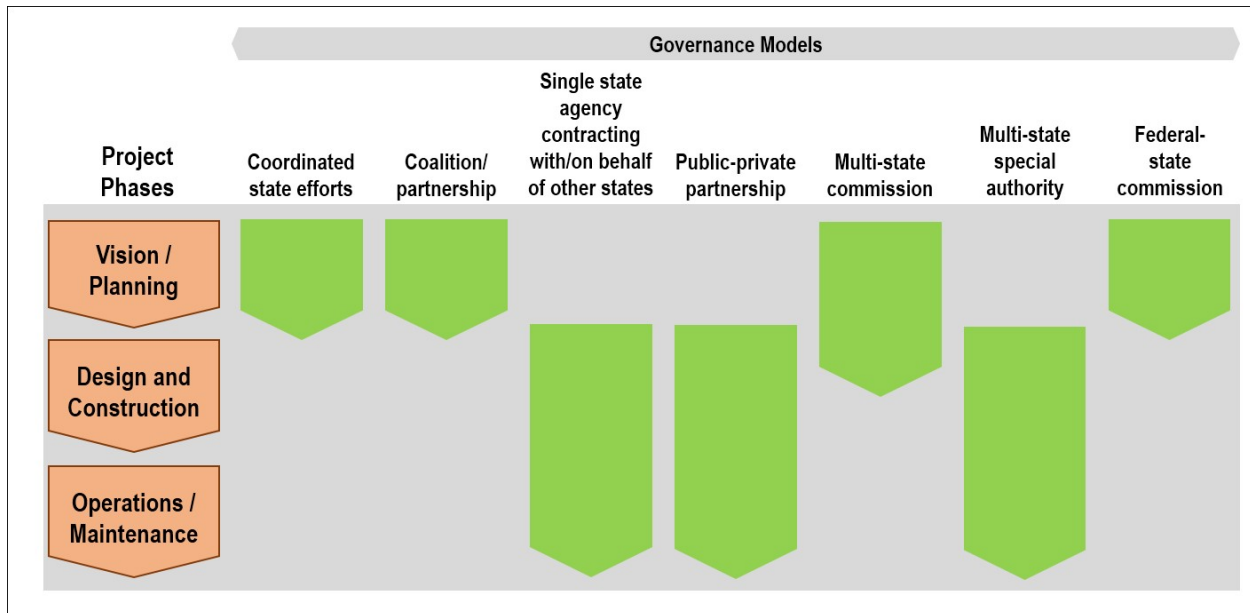 Governance Models
Project
Phases
Coordinated
state efforts
Coalition/
partnership
Single state
agency
contracting
with/on behalf
of other states
Public-private
partnership
Multi-state
commission
Multi-state
special
authority
Federal-
state
commission
Vision /
Planning
Design and
Construction
Operations /
Maintenance